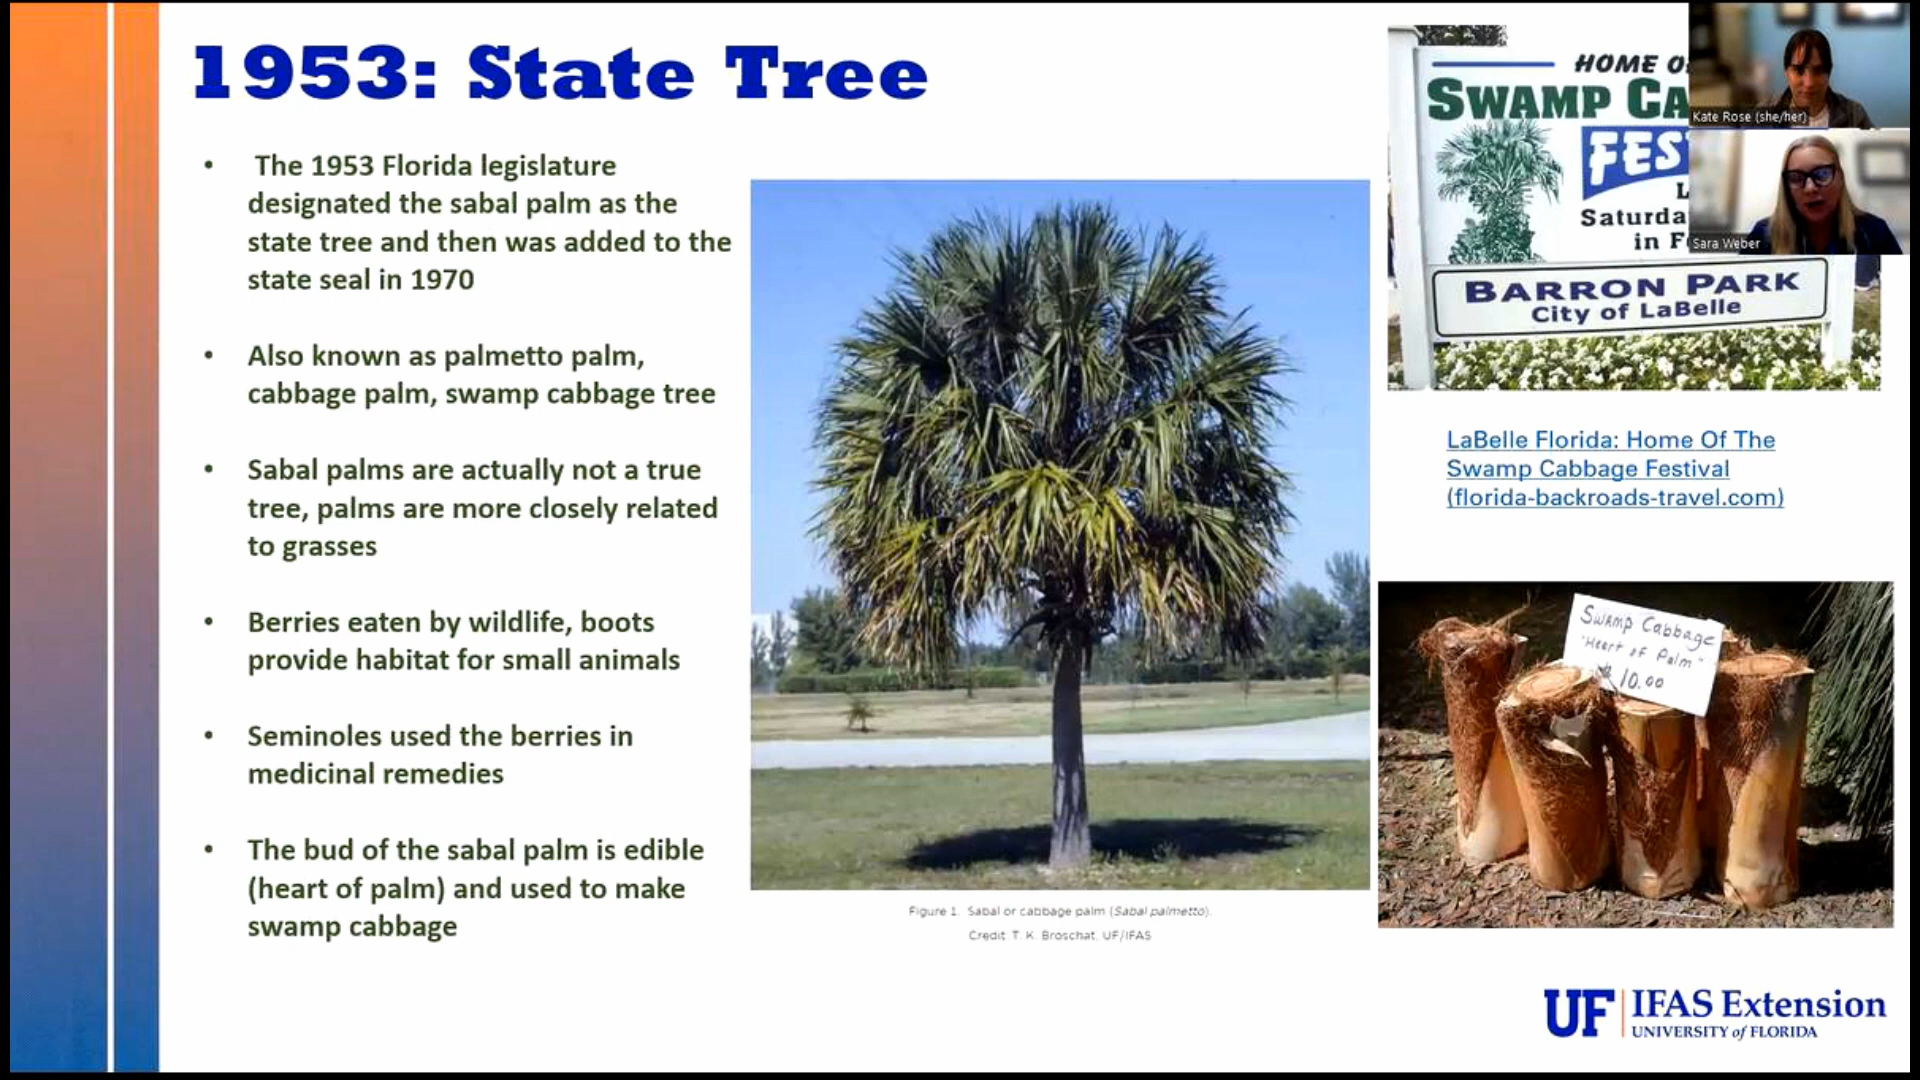 1953: State Tree
• The 1953 Florida legislature
designated the sabal palm as the
state tree and then was added to the
state seal in 1970
• Also known as palmetto palm,
cabbage palm, swamp cabbage tree
• Sabal palms are actually not a true
tree, palms are more closely related
to grasses
• Berries eaten by wildlife, boots
provide habitat for small animals
• Seminoles used the berries in
medicinal remedies
• The bud of the sabal palm is edible
(heart of palm) and used to make
swamp cabbage
Figure 1. Sabal or cabbage palm (Sabal palmetto).
Credit: T. K. Broschat, UF/IFAS
HOME O
SWAMP CA
FES
L
Saturda
in F
BARRON PARK
City of LaBelle
Kate Rose (she/her)
Sara Weber
LaBelle Florida: Home Of The
Swamp Cabbage Festival
(florida-backroads-travel.com)
Swamp Cabbage
"Heart of Palm"
$10.00
UF | IFAS Extension
UNIVERSITY of FLORIDA